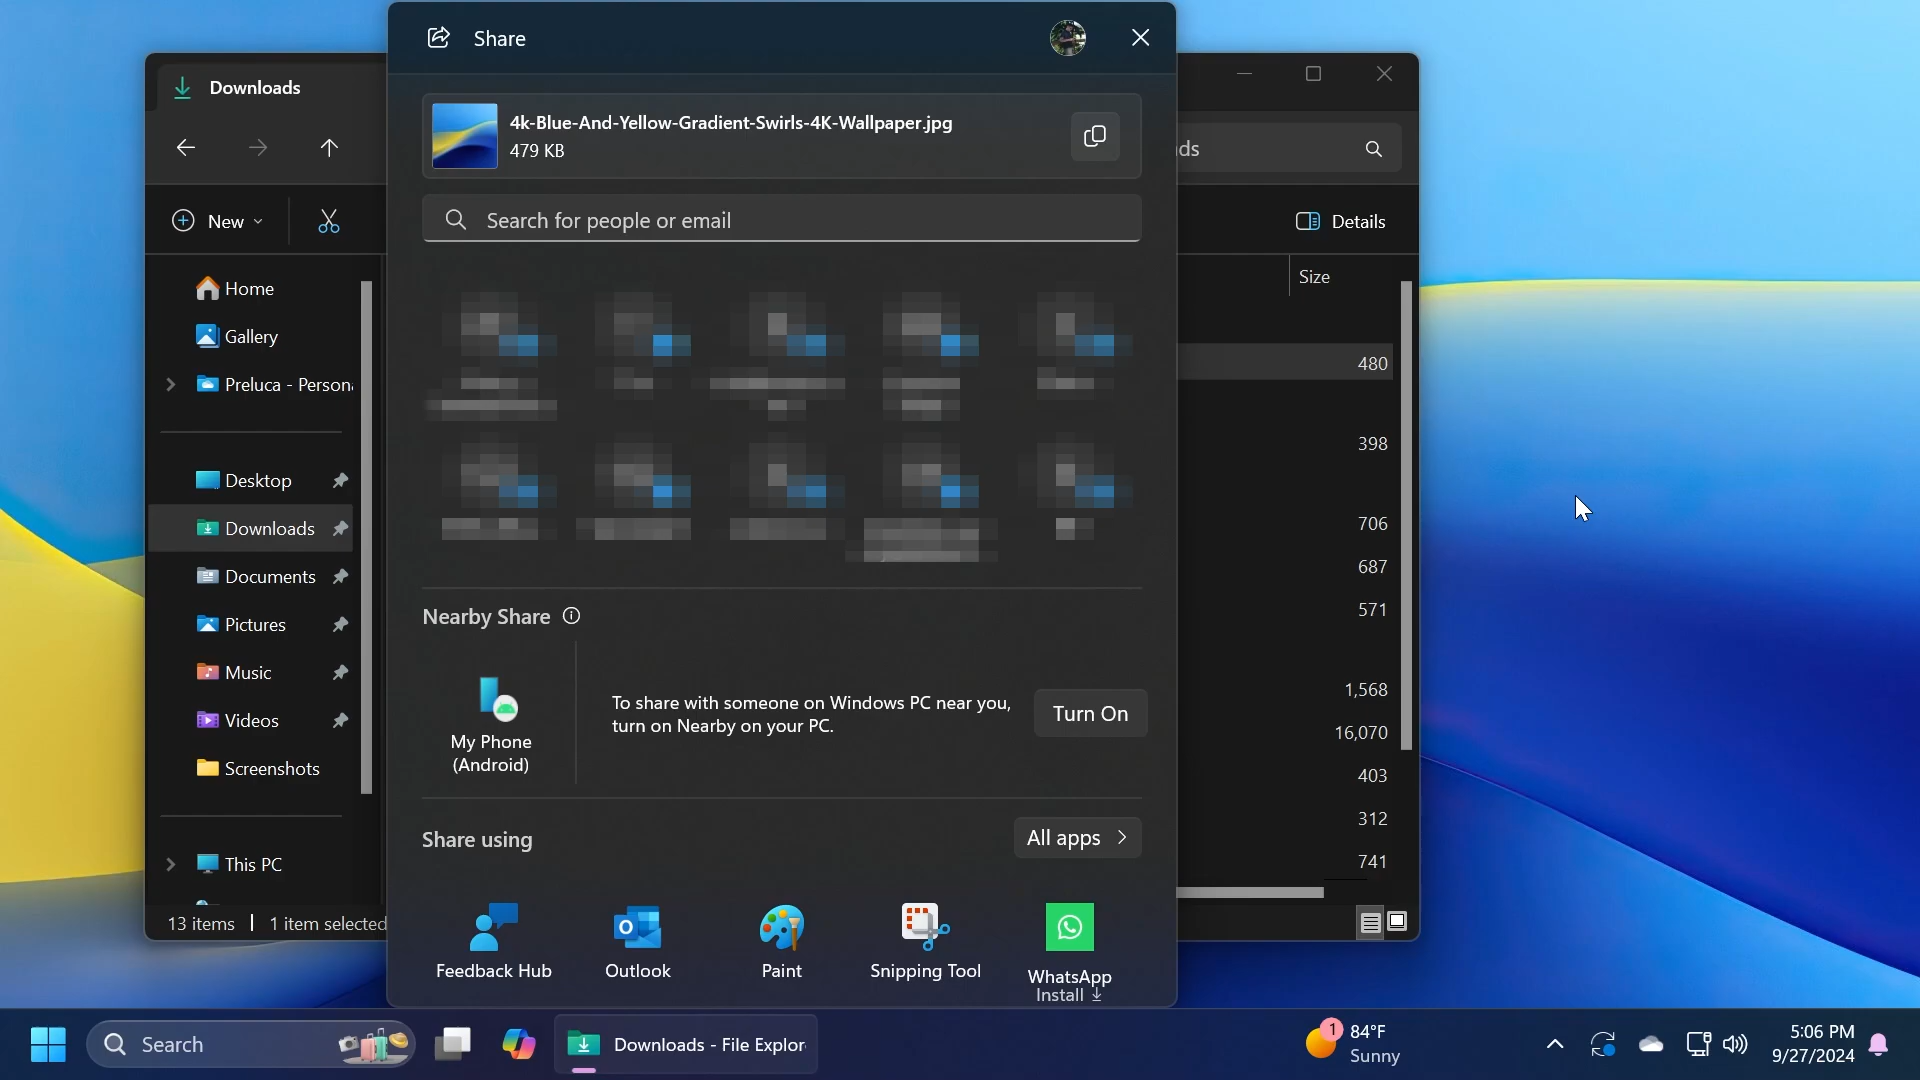 Share
Downloads
4k-Blue-And-Yellow-Gradient-Swirls-4K-Wallpaper.jpg
479 KB
ds
New
Search for people or email
Details
Size
Home
Gallery
Preluca - Persona
480
398
Desktop
Downloads
706
Documents
687
Pictures
Nearby Share
571
Music
Videos
Screenshots
My Phone
(Android)
To share with someone on Windows PC near you,
turn on Nearby on your PC.
Turn On
1,568
16,070
403
312
Share using
All apps
741
This PC
13 items
1 item selected
Feedback Hub
Outlook
Paint
Snipping Tool
WhatsApp
Install
Search
Downloads - File Explor
1
84°F
Sunny
5:06 PM
9/27/2024